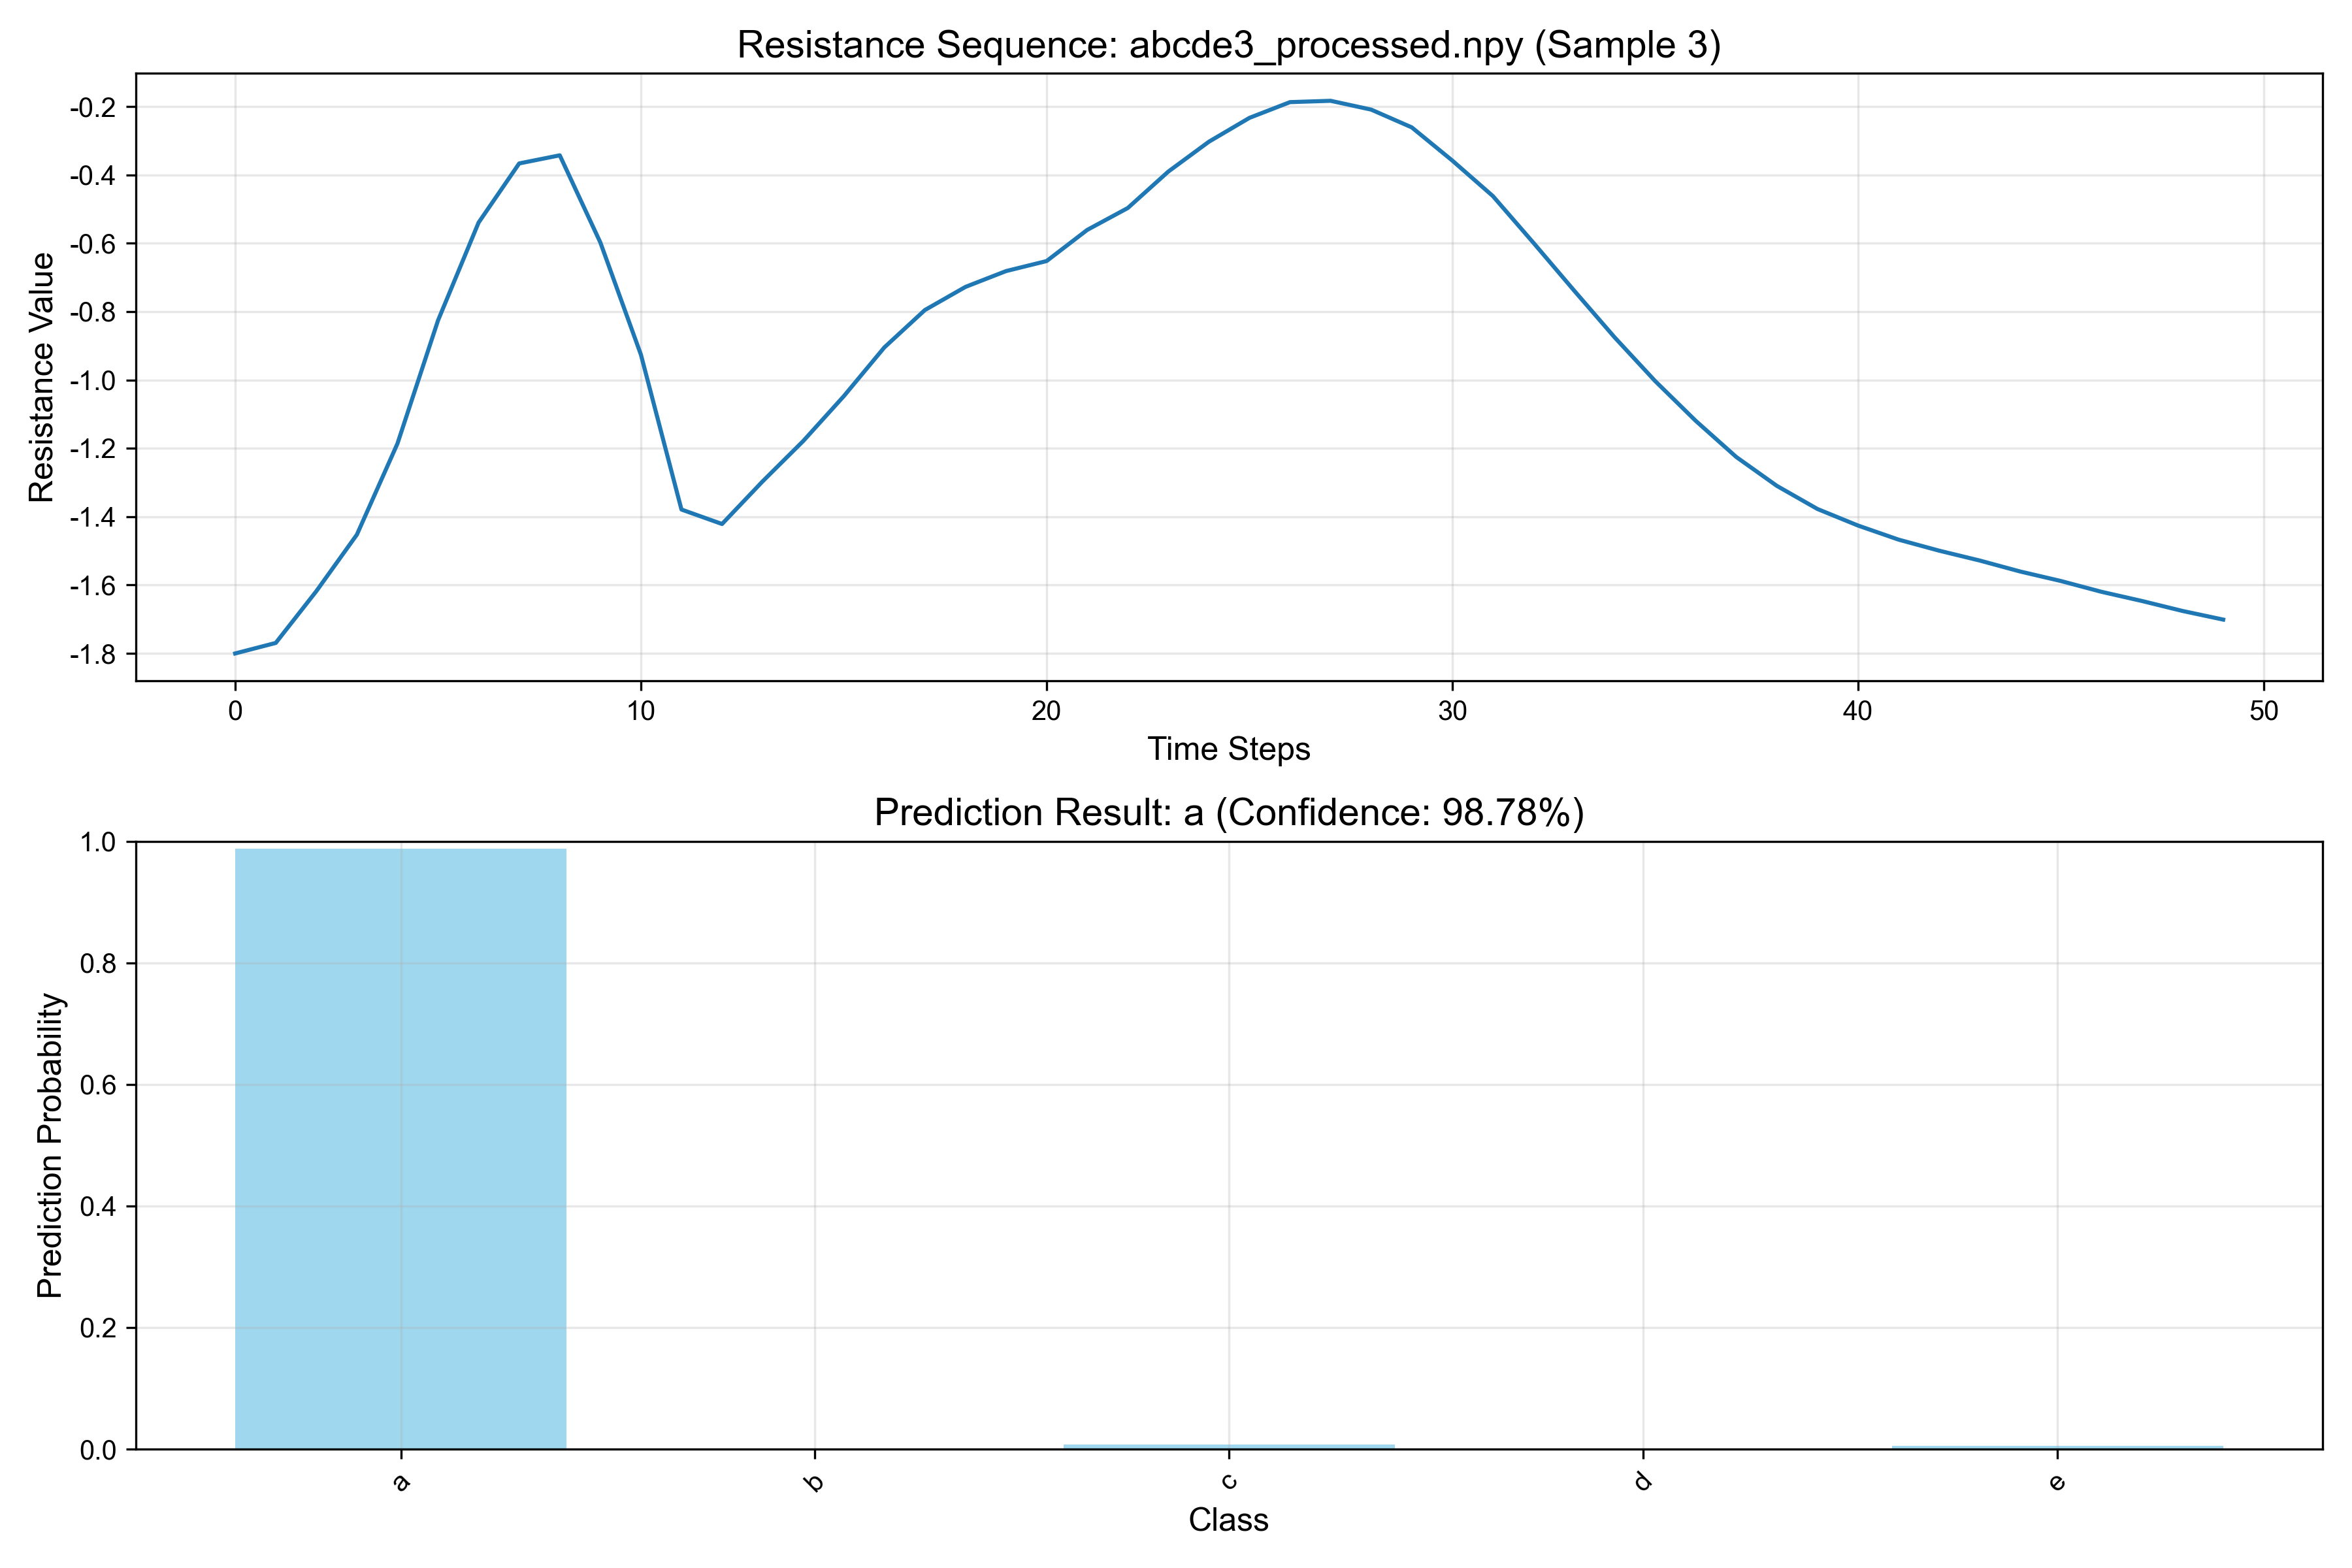 Resistance Sequence: abcde3_processed.npy (Sample 3)
-0.2
-0.4
-0.6
-0.8
-1.0
-1.2
-1.4
-1.6
-1.8
Resistance Value
0 10 20 30 40 50
Time Steps
Prediction Result: a (Confidence: 98.78%)
1.0
0.8
0.6
0.4
0.2
0.0
Prediction Probability
a b c d e
Class